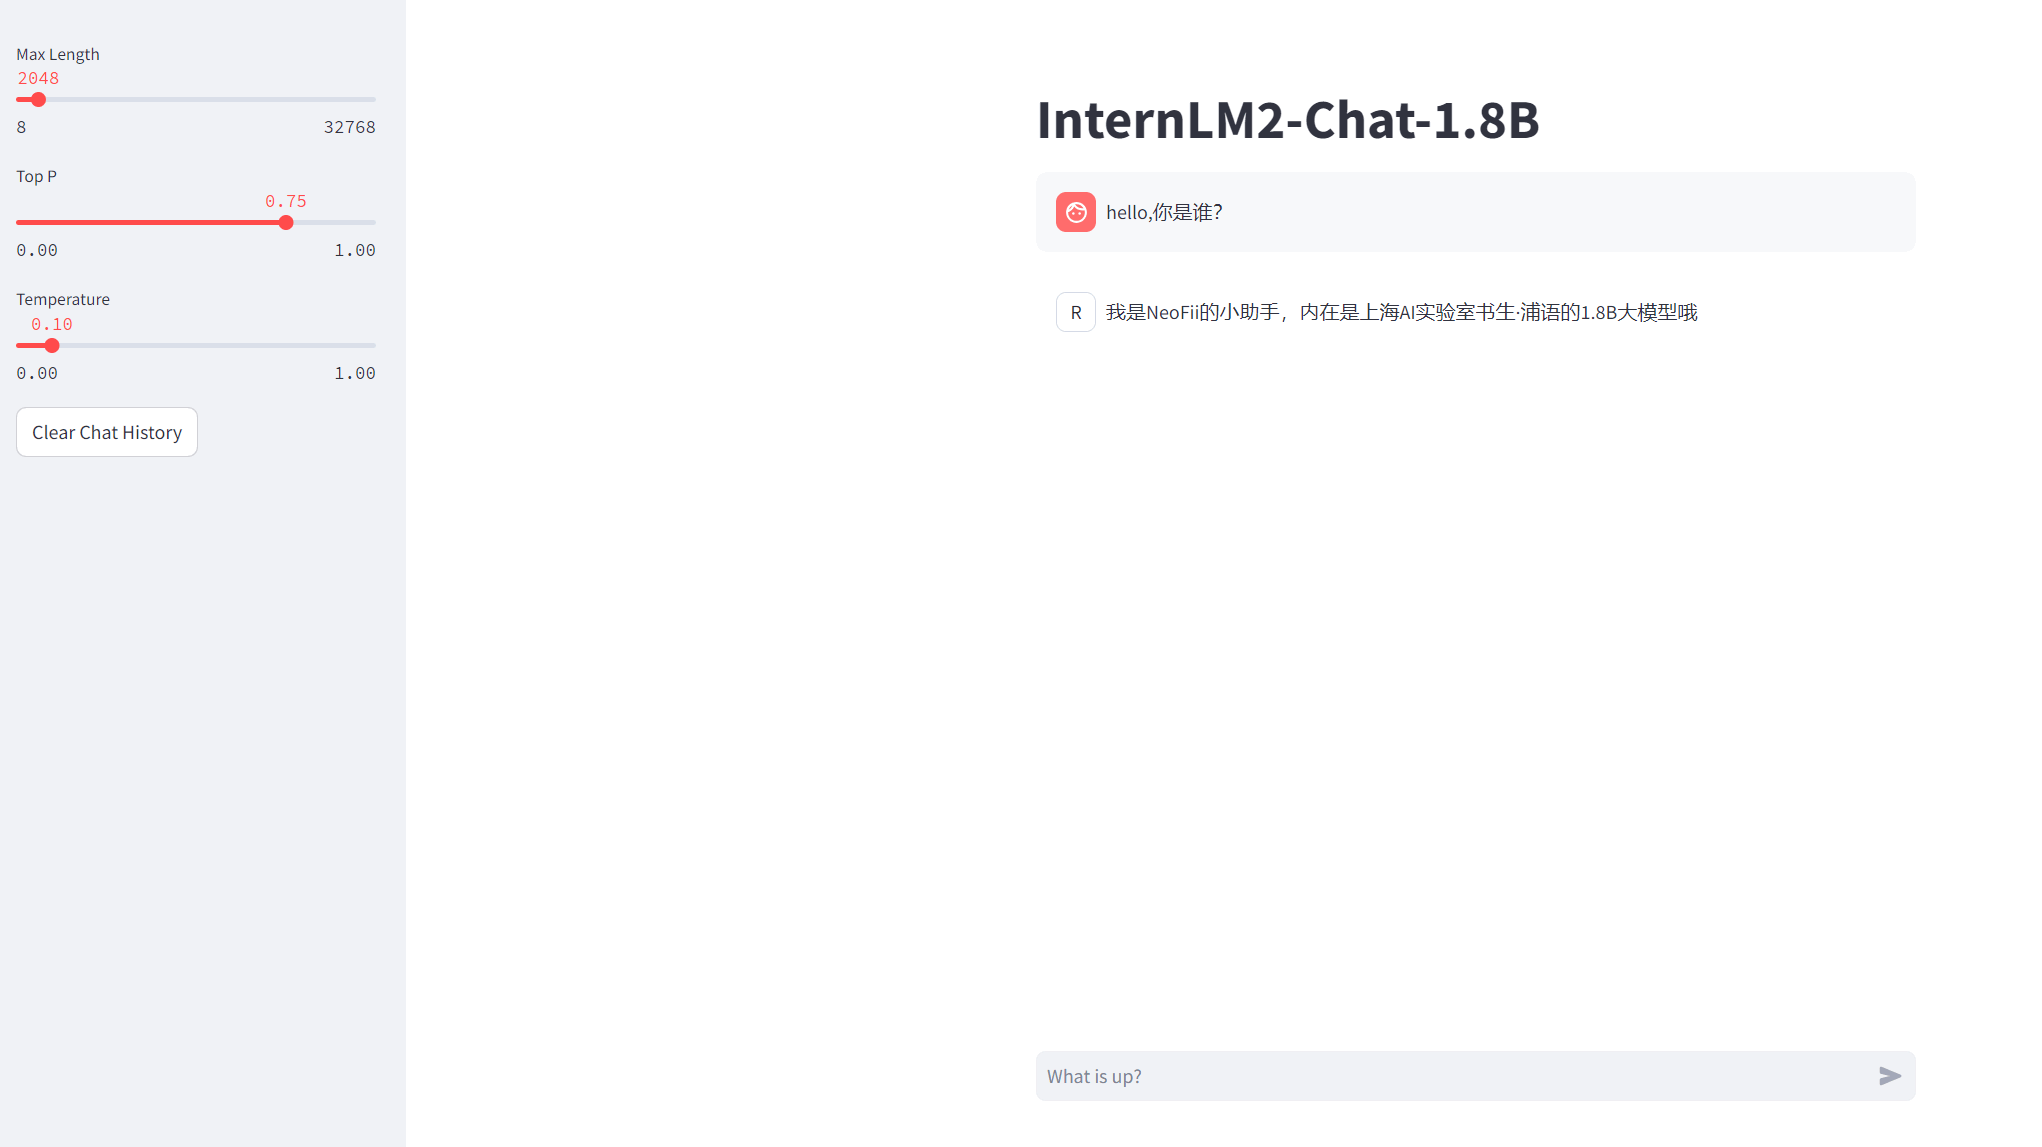 Max Length
2048
8 32768
Top P
0.75
0.00 1.00
Temperature
0.10
0.00 1.00
Clear Chat History
InternLM2-Chat-1.8B
hello,你是谁?
R 我是NeoFii的小助手，内在是上海AI实验室书生·浦语的1.8B大模型哦
What is up?